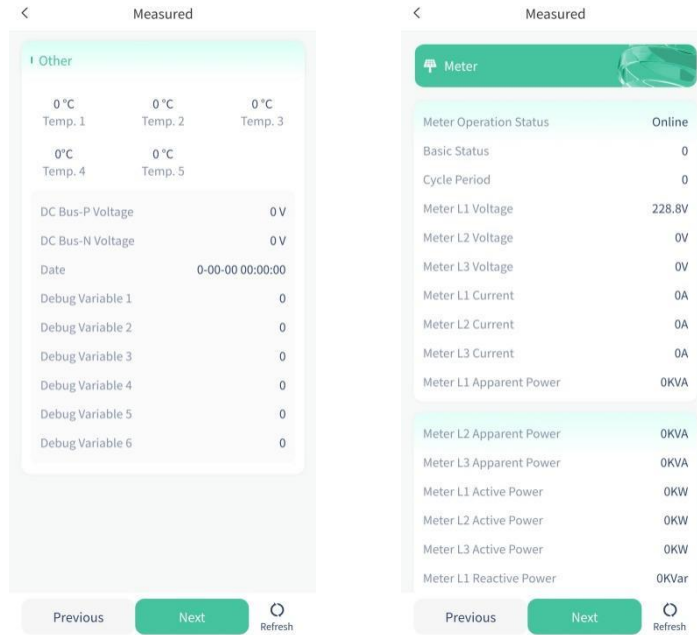 Measured
Other
0 °C 0 °C 0 °C
Temp. 1 Temp. 2 Temp. 3
0°C 0 °C
Temp. 4 Temp. 5
DC Bus-P Voltage 0 V
DC Bus-N Voltage 0 V
Date 0-00-00 00:00:00
Debug Variable 1 0
Debug Variable 2 0
Debug Variable 3 0
Debug Variable 4 0
Debug Variable 5 0
Debug Variable 6 0
Previous Next Refresh
Measured
Meter
Meter Operation Status Online
Basic Status 0
Cycle Period 0
Meter L1 Voltage 228.8V
Meter L2 Voltage 0V
Meter L3 Voltage 0V
Meter L1 Current 0A
Meter L2 Current 0A
Meter L3 Current 0A
Meter L1 Apparent Power 0KVA
Meter L2 Apparent Power 0KVA
Meter L3 Apparent Power 0KVA
Meter L1 Active Power 0KW
Meter L2 Active Power 0KW
Meter L3 Active Power 0KW
Meter L1 Reactive Power 0KVar
Previous Next Refresh